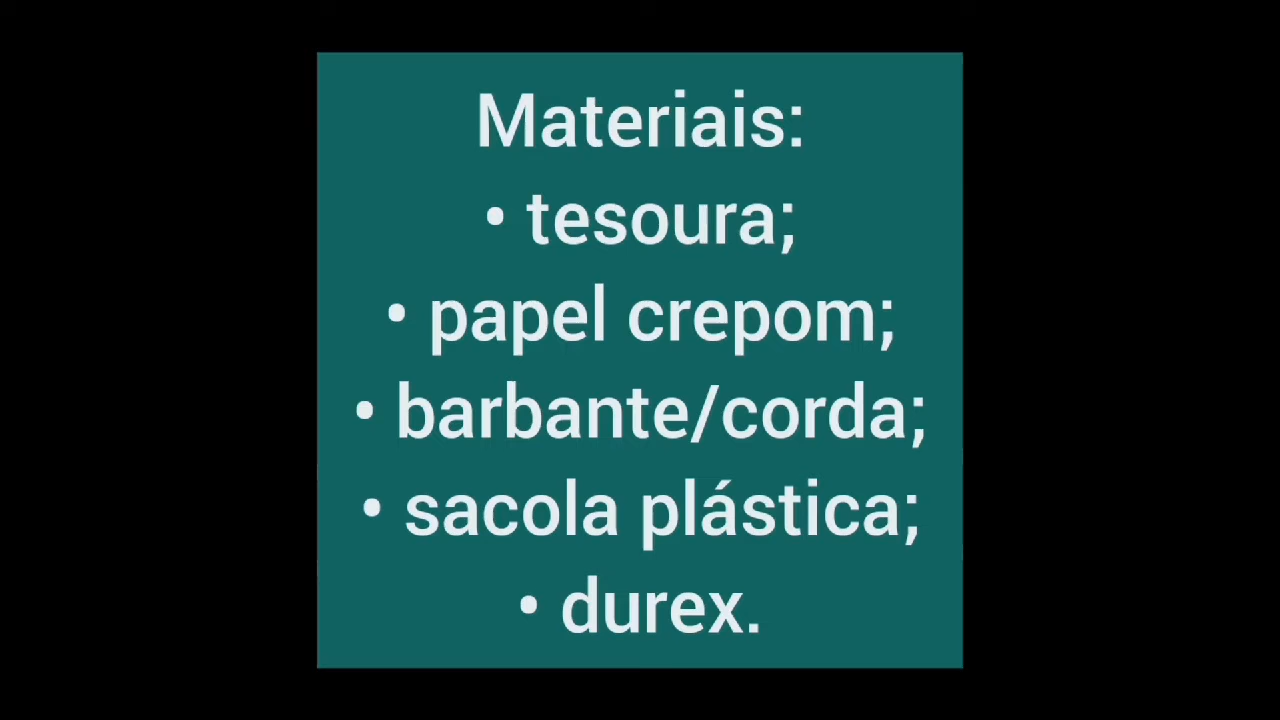 Materiais:
• tesoura;
• papel crepom;
• barbante/corda;
• sacola plástica;
• durex.